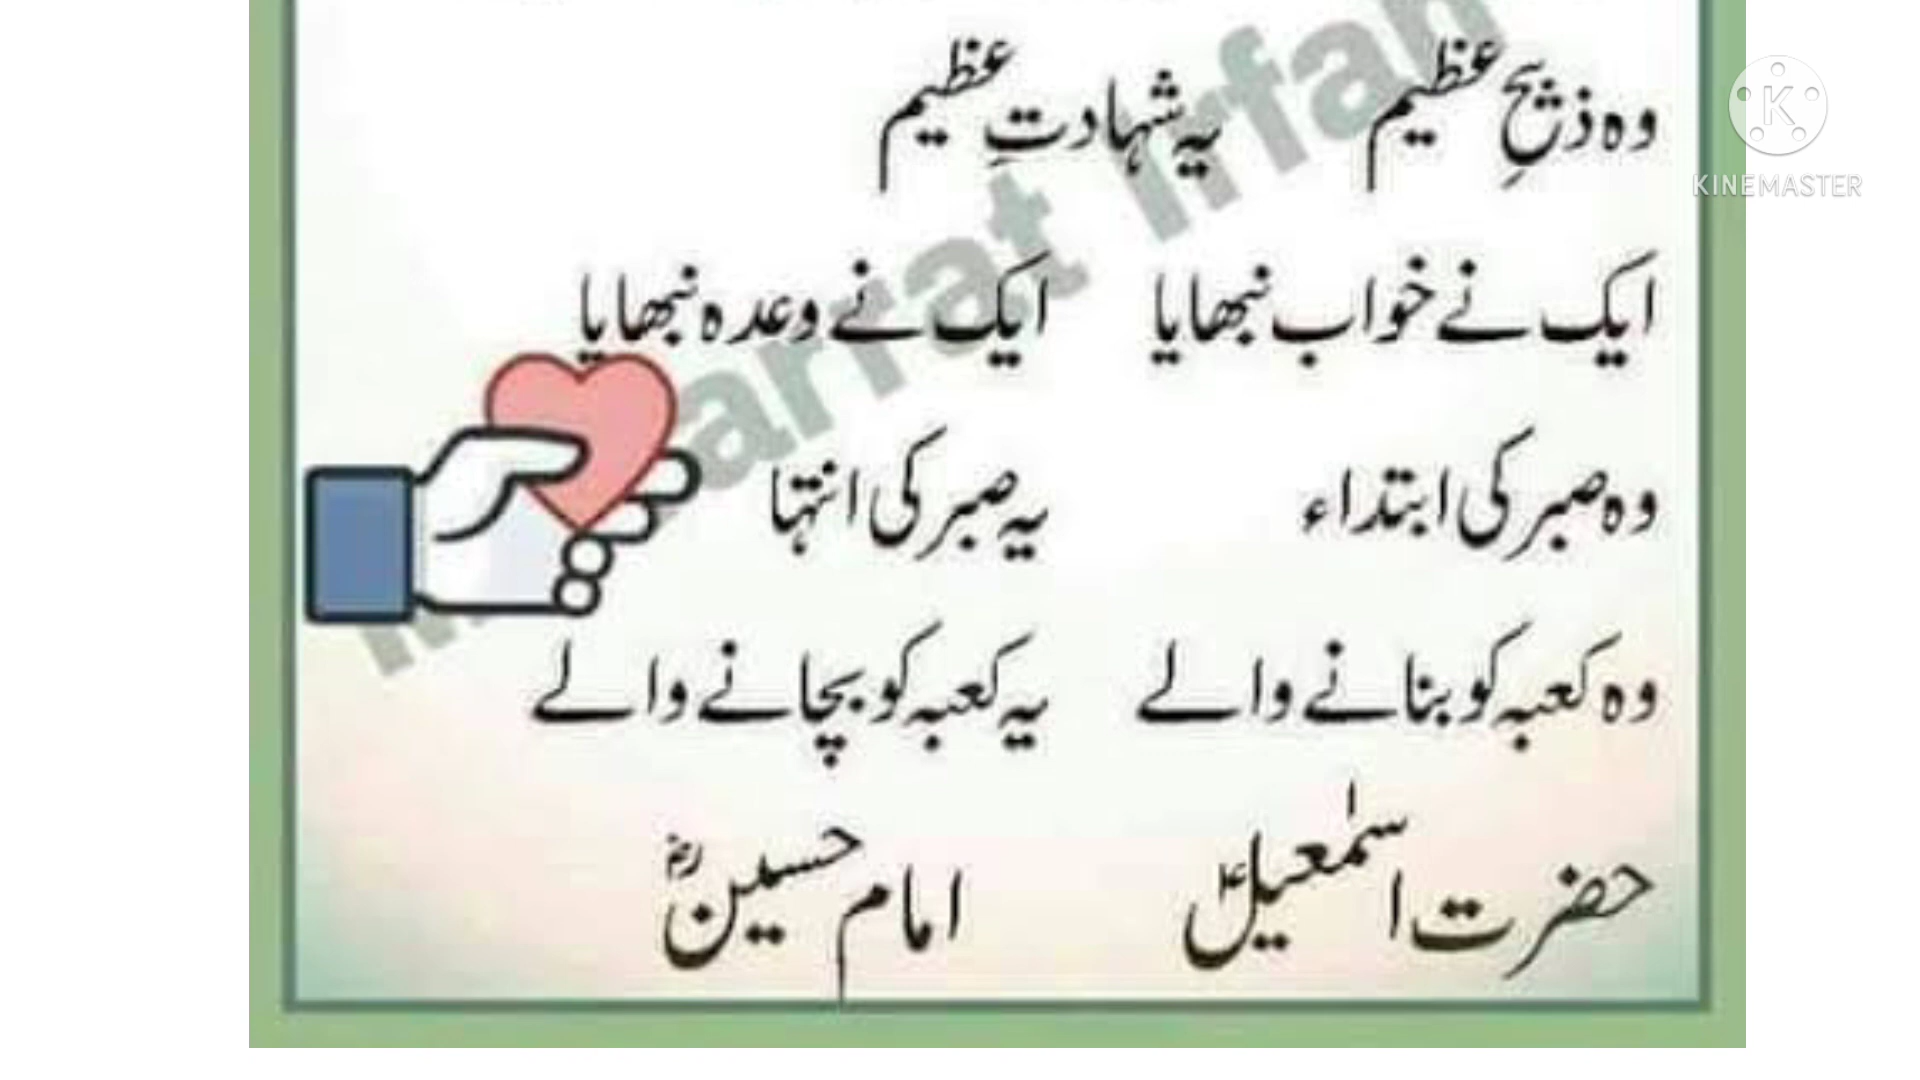 وہ ذبیحِ عظیم یہ شہادتِ عظیم
ایک نے خواب نبھایا ایک نے وعدہ نبھایا
وہ صبر کی ابتداء یہ صبر کی انتہا
وہ کعبہ کو بنانے والے یہ کعبہ کو بچانے والے
حضرت اسمٰعیلؑ امام حسینؓ
KINEMASTER